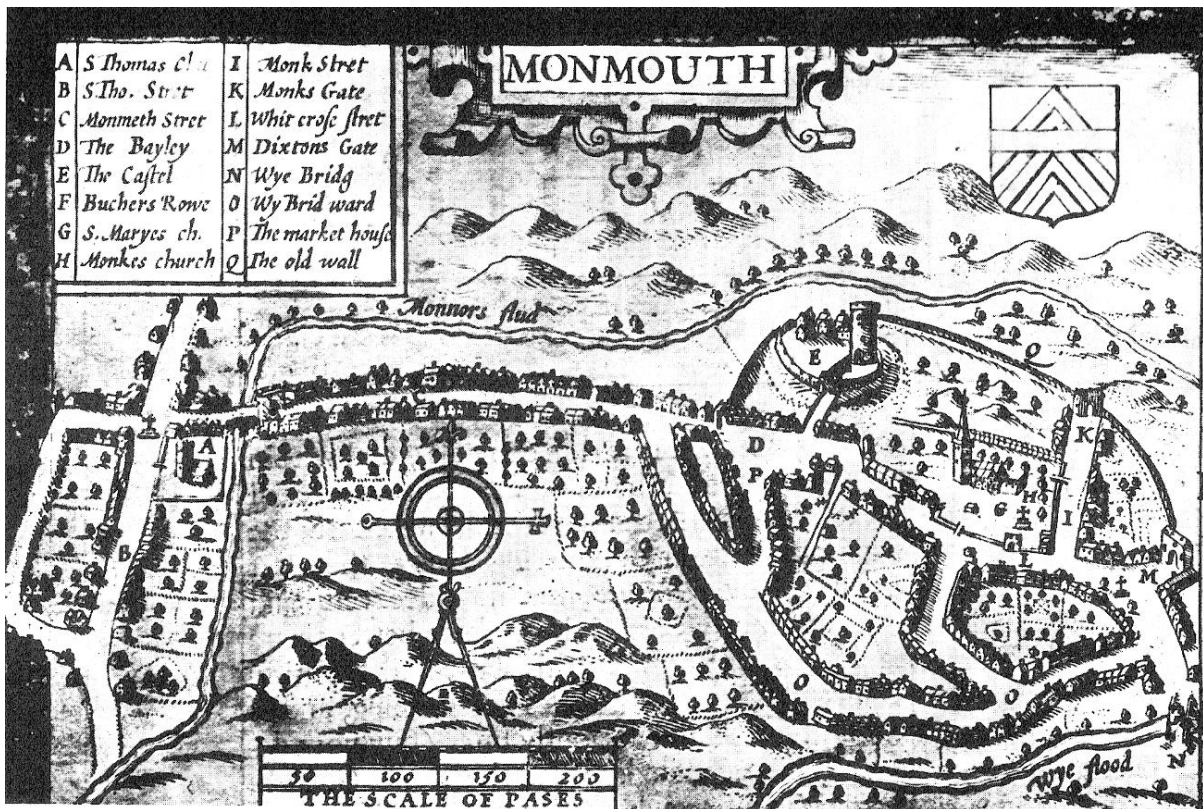 MONMOUTH
A S Thomas
B S Tho. Stret
C Monmeth Stret
D The Bayley
E The Castel
F Buchers Rowe
G S. Maryes ch.
H Monkes church
I Monk Stret
K Monks Gate
L Whit crose stret
M Dixtons Gate
N Wye Bridg
O Wy Brid ward
P The market house
Q The old wall
Monnors flud
E
Q
K
A
D
P
H
G
I
B
L
M
O
O
N
Wye flood
50 100 150 200
THE SCALE OF PASES